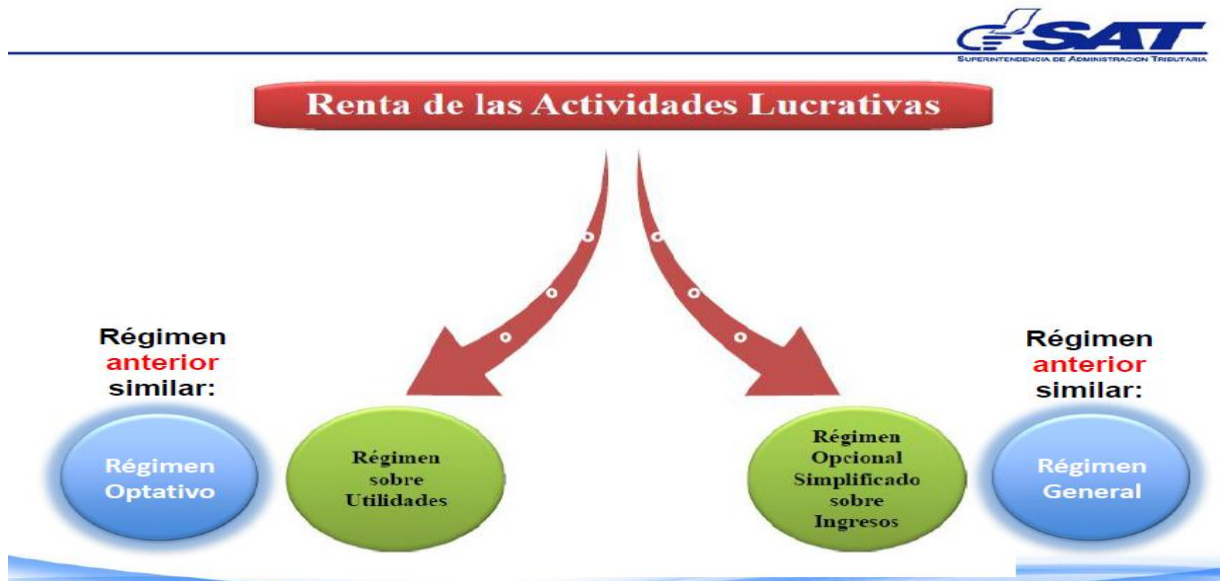 SAT
SUPERINTENDENCIA DE ADMINISTRACION TRIBUTARIA
Renta de las Actividades Lucrativas
Régimen
anterior
similar:
Régimen
Optativo
Régimen
sobre
Utilidades
Régimen
Opcional
Simplificado
sobre
Ingresos
Régimen
anterior
similar:
Régimen
General